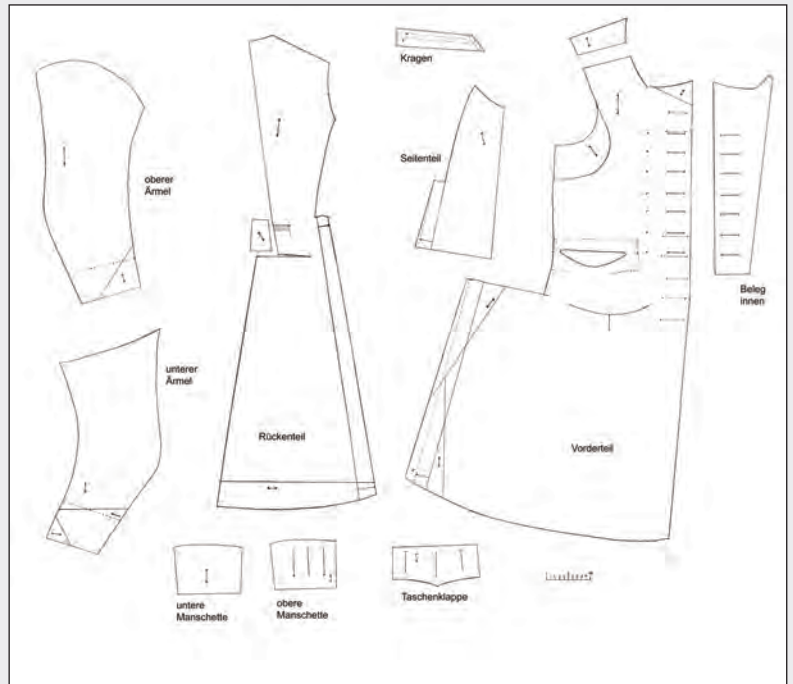 Kragen
Seitenteil
oberer
Ärmel
Beleg
innen
unterer
Ärmel
Rückenteil
Vorderteil
untere
Manschette
obere
Manschette
Taschenklappe